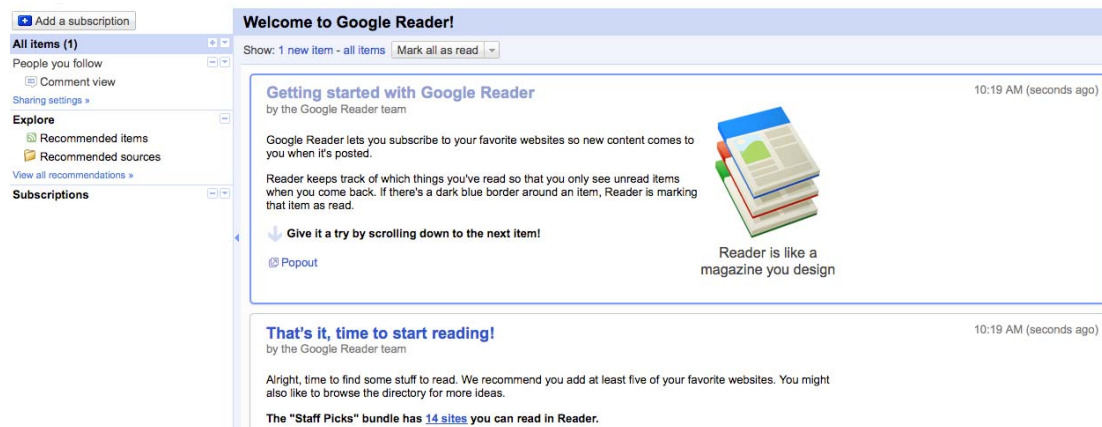 Add a subscription
All items (1)
People you follow
Comment view
Sharing settings »
Explore
Recommended items
Recommended sources
View all recommendations »
Subscriptions
Welcome to Google Reader!
Show: 1 new item - all items Mark all as read
Getting started with Google Reader
10:19 AM (seconds ago)
by the Google Reader team
Google Reader lets you subscribe to your favorite websites so new content comes to
you when it's posted.
Reader keeps track of which things you've read so that you only see unread items
when you come back. If there's a dark blue border around an item, Reader is marking
that item as read.
Give it a try by scrolling down to the next item!
Popout
Reader is like a
magazine you design
That's it, time to start reading!
10:19 AM (seconds ago)
by the Google Reader team
Alright, time to find some stuff to read. We recommend you add at least five of your favorite websites. You might
also like to browse the directory for more ideas.
The "Staff Picks" bundle has 14 sites you can read in Reader.